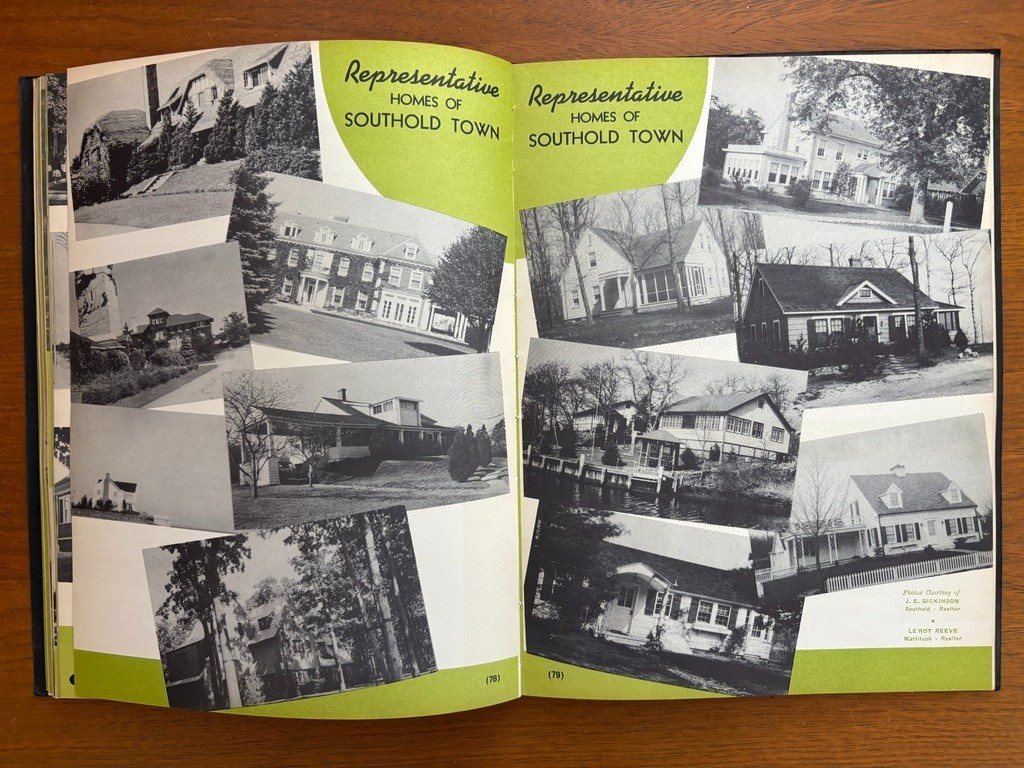 Representative
HOMES OF
SOUTHOLD TOWN
(78)
Representative
HOMES OF
SOUTHOLD TOWN
Photos Courtesy of
J. E. DICKINSON
Southold - Realtor
LE ROY REEVE
Mattituck - Realtor
(79)